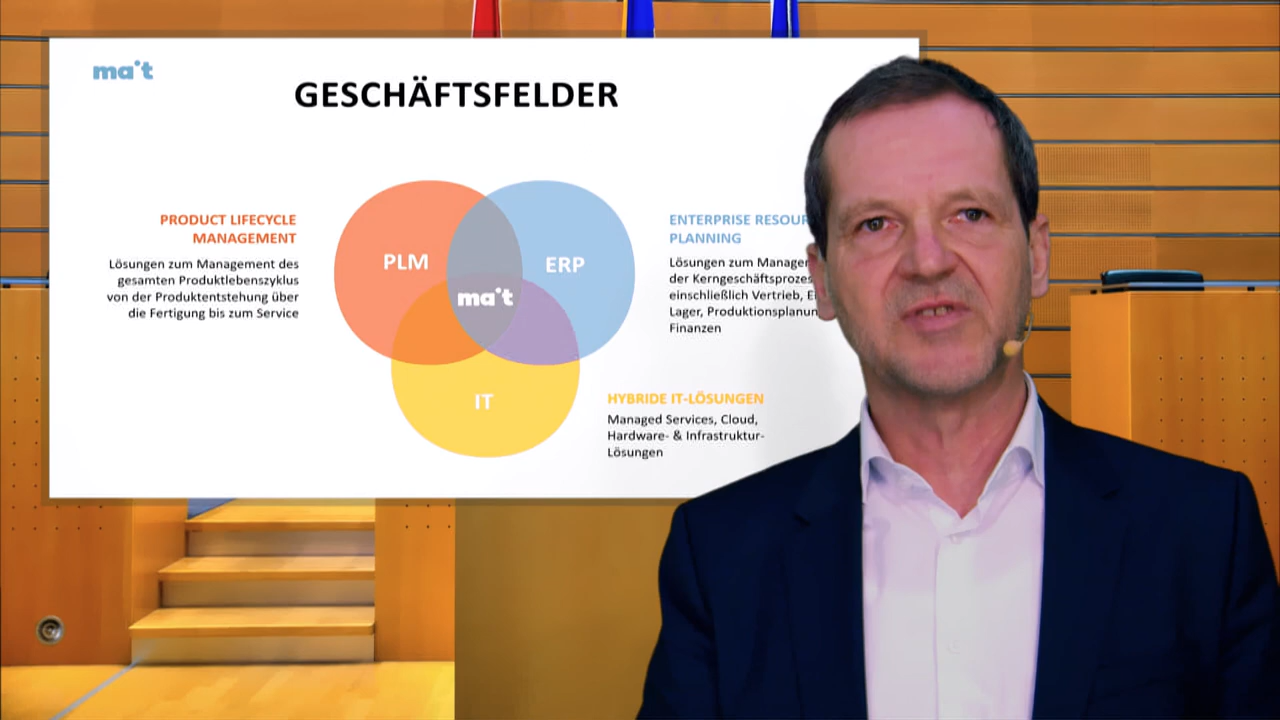 mait
GESCHÄFTSFELDER
PRODUCT LIFECYCLE
MANAGEMENT
Lösungen zum Management des
gesamten Produktlebenszyklus
von der Produktentstehung über
die Fertigung bis zum Service
PLM
ERP
mait
IT
ENTERPRISE
PLANNING
Lösungen zum
der
einschließlich Vertrieb,
Lager,
Finanzen
HYBRIDE IT-LÖSUNGEN
Managed Services, Cloud,
Hardware- & Infrastruktur-
Lösungen